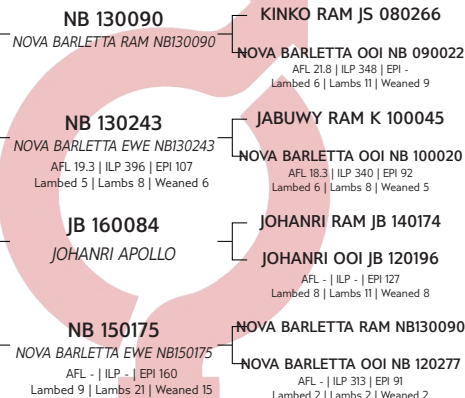 NB 130090
NOVA BARLETTA RAM NB130090
KINKO RAM JS 080266
NOVA BARLETTA OOI NB 090022
AFL 21.8 | ILP 348 | EPI -
Lambed 6 | Lambs 11 | Weaned 9
NB 130243
NOVA BARLETTA EWE NB130243
AFL 19.3 | ILP 396 | EPI 107
Lambed 5 | Lambs 8 | Weaned 6
JABUWY RAM K 100045
NOVA BARLETTA OOI NB 100020
AFL 18.3 | ILP 340 | EPI 92
Lambed 6 | Lambs 8 | Weaned 5
JB 160084
JOHANRI APOLLO
JOHANRI RAM JB 140174
JOHANRI OOI JB 120196
AFL - | ILP - | EPI 127
Lambed 8 | Lambs 11 | Weaned 8
NB 150175
NOVA BARLETTA EWE NB150175
AFL - | ILP - | EPI 160
Lambed 9 | Lambs 21 | Weaned 15
NOVA BARLETTA RAM NB130090
NOVA BARLETTA OOI NB 120277
AFL - | ILP 313 | EPI 91
Lambed 2 | Lambs 2 | Weaned 2